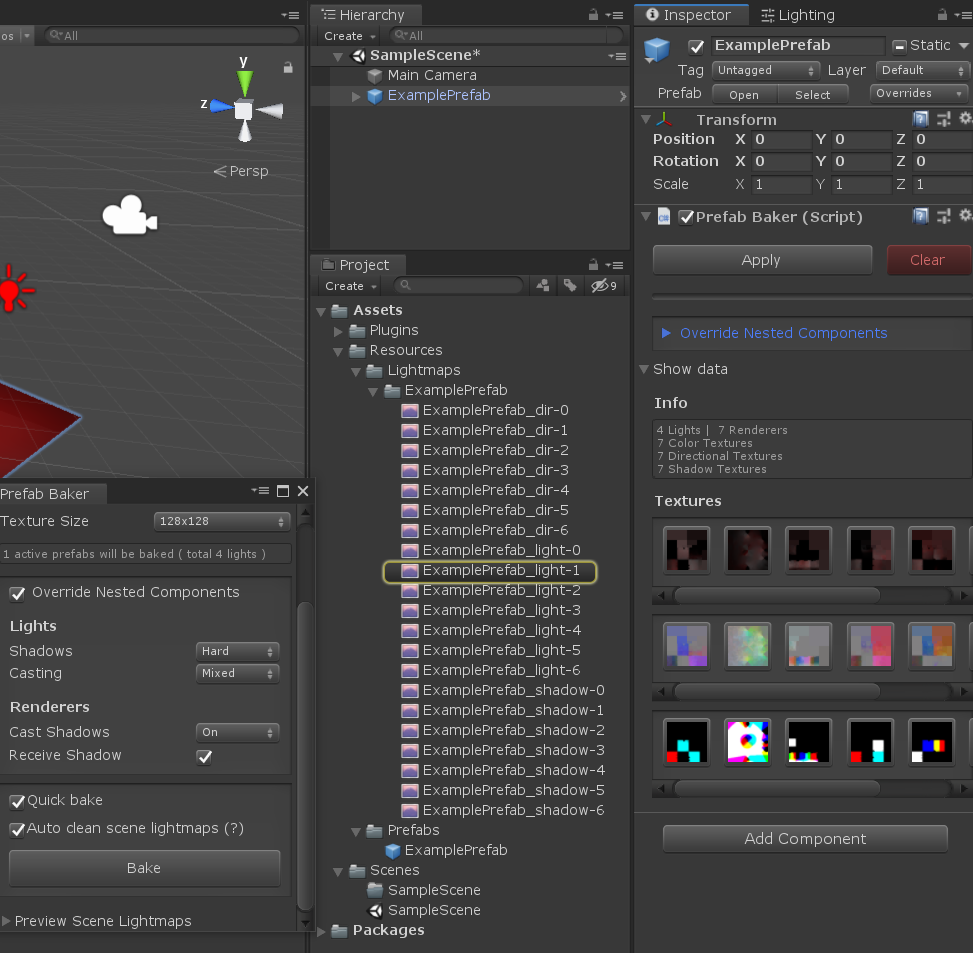 os
All
y
z
Persp
Hierarchy
Create
All
SampleScene*
Main Camera
ExamplePrefab
Project
Create
9
Assets
Plugins
Resources
Lightmaps
ExamplePrefab
ExamplePrefab_dir-0
ExamplePrefab_dir-1
ExamplePrefab_dir-2
ExamplePrefab_dir-3
ExamplePrefab_dir-4
ExamplePrefab_dir-5
ExamplePrefab_dir-6
ExamplePrefab_light-0
ExamplePrefab_light-1
ExamplePrefab_light-2
ExamplePrefab_light-3
ExamplePrefab_light-4
ExamplePrefab_light-5
ExamplePrefab_light-6
ExamplePrefab_shadow-0
ExamplePrefab_shadow-1
ExamplePrefab_shadow-2
ExamplePrefab_shadow-3
ExamplePrefab_shadow-4
ExamplePrefab_shadow-5
ExamplePrefab_shadow-6
Prefabs
ExamplePrefab
Scenes
SampleScene
SampleScene
Packages
Prefab Baker
Texture Size 128x128
1 active prefabs will be baked ( total 4 lights )
Override Nested Components
Lights
Shadows Hard
Casting Mixed
Renderers
Cast Shadows On
Receive Shadow
Quick bake
Auto clean scene lightmaps (?)
Bake
Preview Scene Lightmaps
Inspector Lighting
ExamplePrefab Static
Tag Untagged Layer Default
Prefab Open Select Overrides
Transform
Position X 0 Y 0 Z 0
Rotation X 0 Y 0 Z 0
Scale X 1 Y 1 Z 1
C# Prefab Baker (Script)
Apply Clear
Override Nested Components
Show data
Info
4 Lights | 7 Renderers
7 Color Textures
7 Directional Textures
7 Shadow Textures
Textures
Add Component